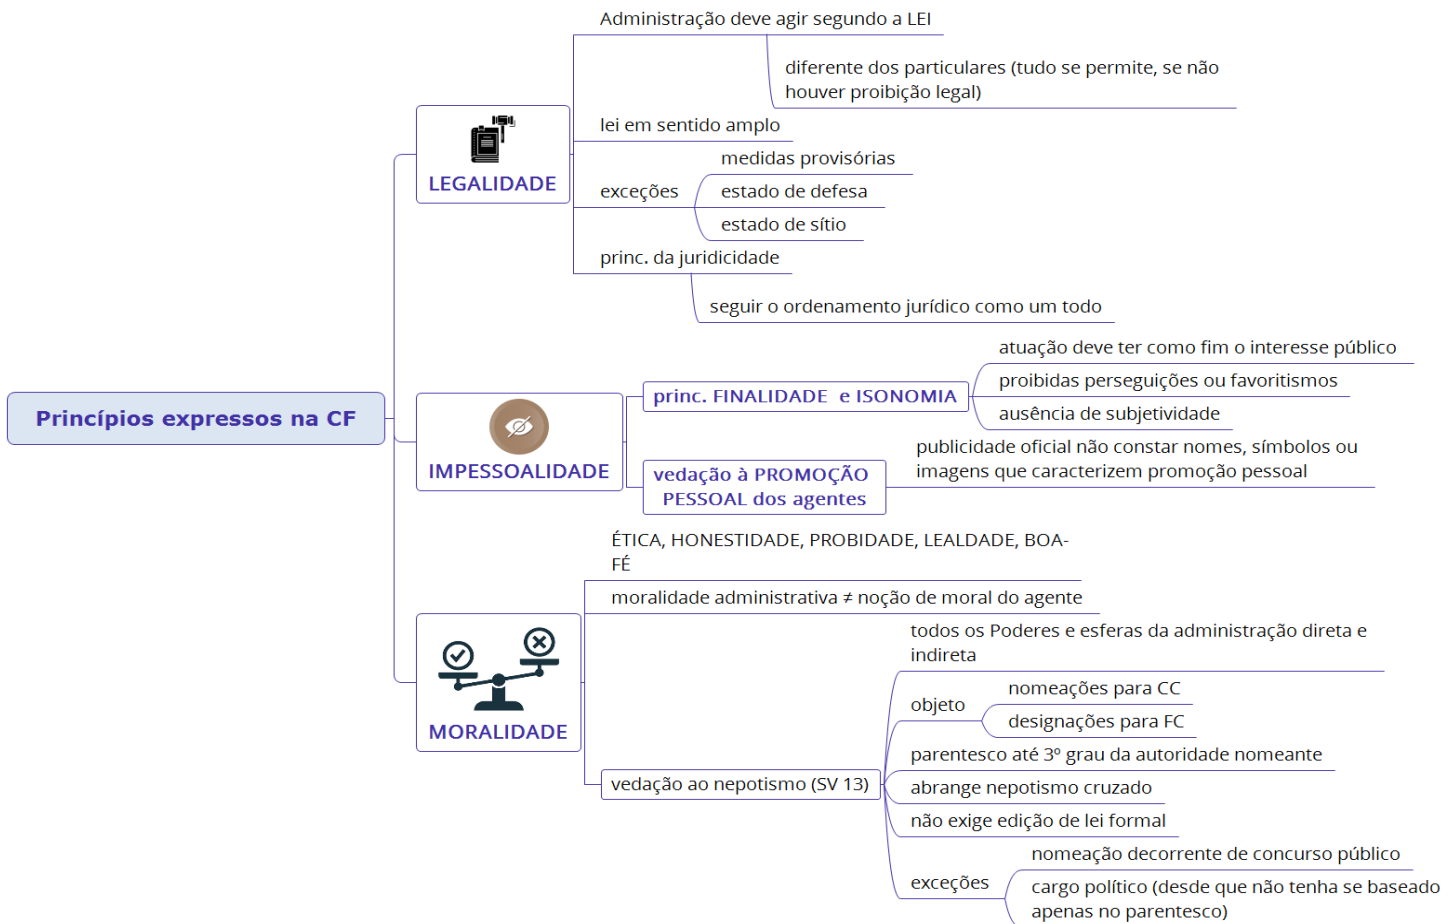 Princípios expressos na CF
LEGALIDADE
Administração deve agir segundo a LEI
diferente dos particulares (tudo se permite, se não
houver proibição legal)
lei em sentido amplo
exceções
medidas provisórias
estado de defesa
estado de sítio
princ. da juridicidade
seguir o ordenamento jurídico como um todo
IMPESSOALIDADE
princ. FINALIDADE e ISONOMIA
atuação deve ter como fim o interesse público
proibidas perseguições ou favoritismos
ausência de subjetividade
vedação à PROMOÇÃO
PESSOAL dos agentes
publicidade oficial não constar nomes, símbolos ou
imagens que caracterizem promoção pessoal
MORALIDADE
ÉTICA, HONESTIDADE, PROBIDADE, LEALDADE, BOA-
FÉ
moralidade administrativa ≠ noção de moral do agente
vedação ao nepotismo (SV 13)
todos os Poderes e esferas da administração direta e
indireta
objeto
nomeações para CC
designações para FC
parentesco até 3º grau da autoridade nomeante
abrange nepotismo cruzado
não exige edição de lei formal
exceções
nomeação decorrente de concurso público
cargo político (desde que não tenha se baseado
apenas no parentesco)